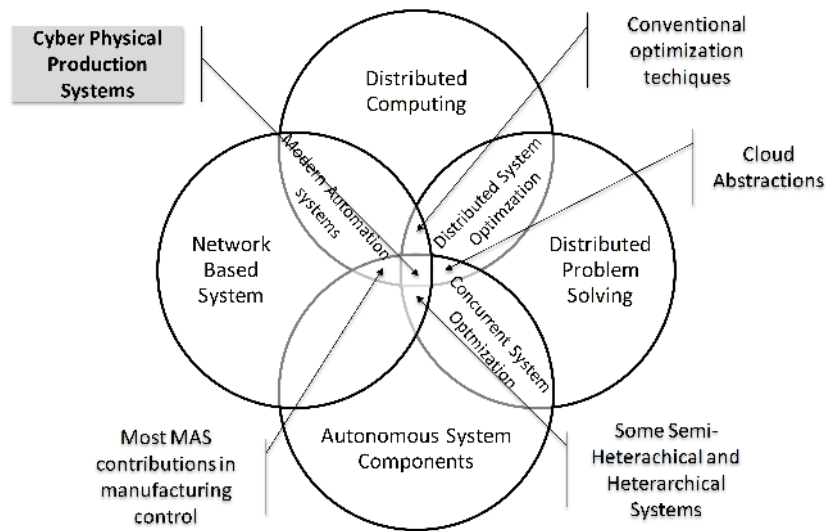 Cyber Physical
Production
Systems
Conventional
optimization
techiques
Distributed
Computing
Cloud
Abstractions
Modern Automation
systems
Distributed System
Optimzation
Network
Based
System
Distributed
Problem
Solving
Concurrent System
Optmization
Most MAS
contributions in
manufacturing
control
Autonomous System
Components
Some Semi-
Heterachical and
Heterarchical
Systems